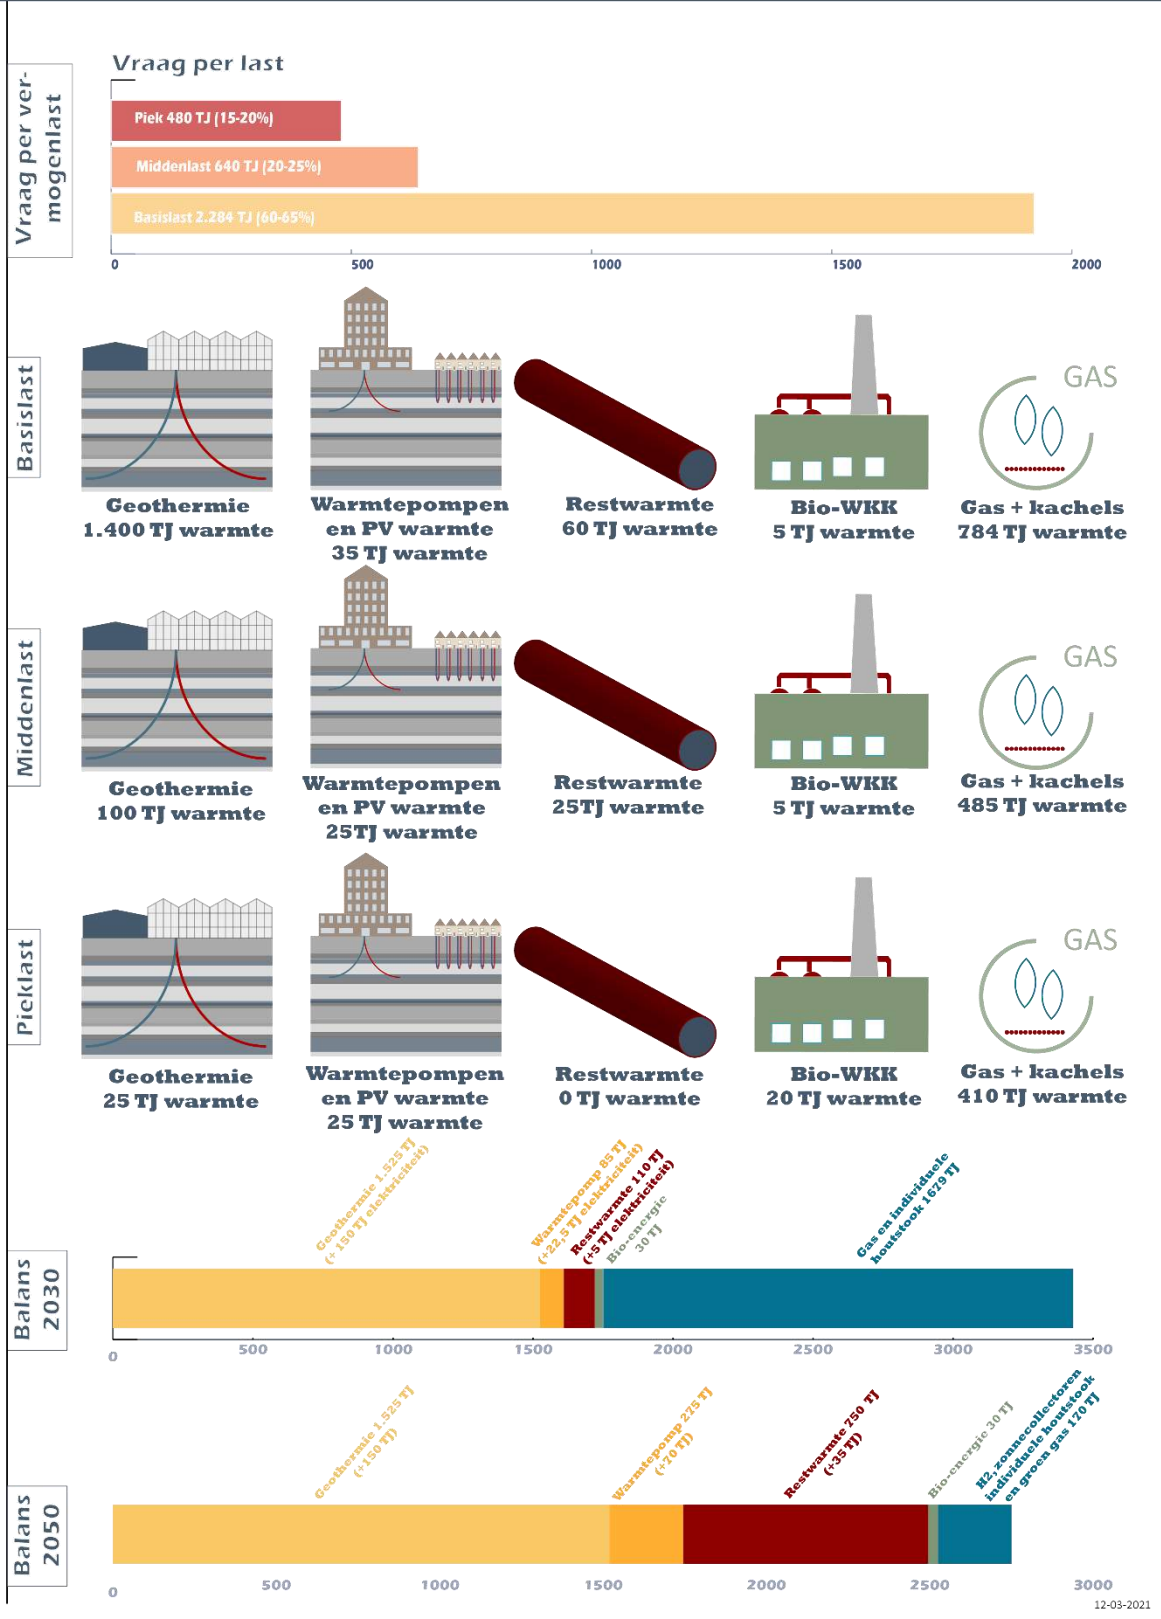 Vraag per ver-
mogenlast
Vraag per last
Piek 480 TJ (15-20%)
Middenlast 640 TJ (20-25%)
Basislast 2.284 TJ (60-65%)
0 500 1000 1500 2000
Basislast
GAS
Geothermie
1.400 TJ warmte
Warmtepompen
en PV warmte
35 TJ warmte
Restwarmte
60 TJ warmte
Bio-WKK
5 TJ warmte
Gas + kachels
784 TJ warmte
Middenlast
GAS
Geothermie
100 TJ warmte
Warmtepompen
en PV warmte
25TJ warmte
Restwarmte
25TJ warmte
Bio-WKK
5 TJ warmte
Gas + kachels
485 TJ warmte
Pieklast
GAS
Geothermie
25 TJ warmte
Warmtepompen
en PV warmte
25 TJ warmte
Restwarmte
0 TJ warmte
Bio-WKK
20 TJ warmte
Gas + kachels
410 TJ warmte
Balans
2030
Geothermie 1.525 TJ
(+ 150 TJ elektriciteit)
Warmtepomp 85 TJ
(+22,5 TJ elektriciteit)
Restwarmte 110 TJ
(+5 TJ elektriciteit)
Bio-energie
30 TJ
Gas en individuele
houtstook 1679 TJ
0 500 1000 1500 2000 2500 3000 3500
Balans
2050
Geothermie 1.525 TJ
(+150 TJ)
Warmtepomp 275 TJ
(+70 TJ)
Restwarmte 750 TJ
(+35 TJ)
Bio-energie 30 TJ
H2, zonnecollectoren
individuele houtstook
en groen gas 170 TJ
0 500 1000 1500 2000 2500 3000
12-03-2021